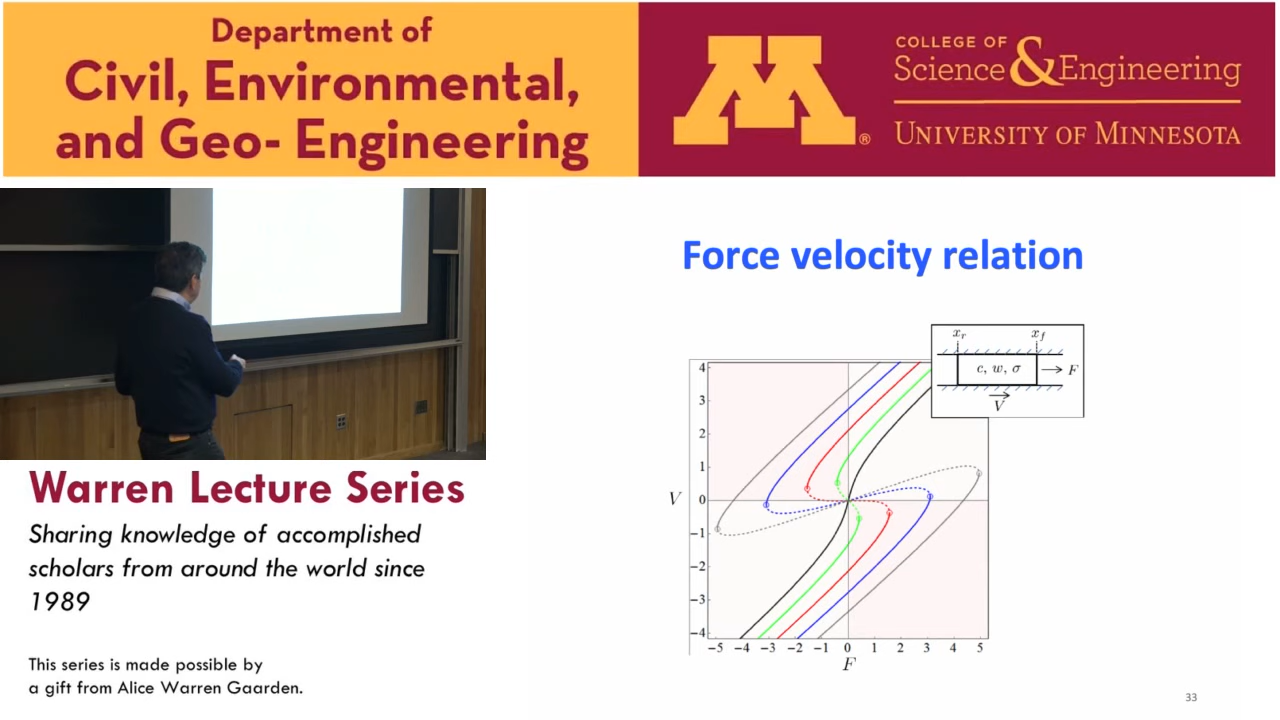 Department of
Civil, Environmental,
and Geo- Engineering
M®
COLLEGE OF
Science & Engineering
UNIVERSITY OF MINNESOTA
Force velocity relation
x_r x_f
c, w, σ
F
V
4
3
2
1
V 0
−1
−2
−3
−4
−5 −4 −3 −2 −1 0 1 2 3 4 5
F
Warren Lecture Series
Sharing knowledge of accomplished
scholars from around the world since
1989
This series is made possible by
a gift from Alice Warren Gaarden.
33